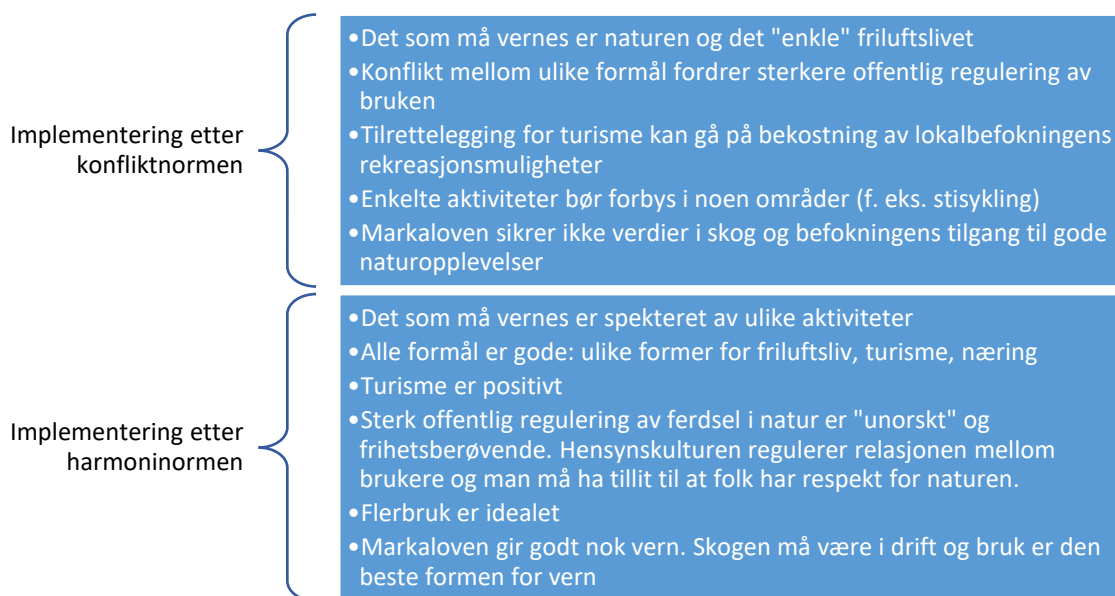 Implementering etter
konfliktnormen
•Det som må vernes er naturen og det "enkle" friluftslivet
•Konflikt mellom ulike formål fordrer sterkere offentlig regulering av
bruken
•Tilrettelegging for turisme kan gå på bekostning av lokalbefokningens
rekreasjonsmuligheter
•Enkelte aktiviteter bør forbys i noen områder (f. eks. stisykling)
•Markaloven sikrer ikke verdier i skog og befokningens tilgang til gode
naturopplevelser
Implementering etter
harmoninormen
•Det som må vernes er spekteret av ulike aktiviteter
•Alle formål er gode: ulike former for friluftsliv, turisme, næring
•Turisme er positivt
•Sterk offentlig regulering av ferdsel i natur er "unorskt" og
frihetsberøvende. Hensynskulturen regulerer relasjonen mellom
brukere og man må ha tillit til at folk har respekt for naturen.
•Flerbruk er idealet
•Markaloven gir godt nok vern. Skogen må være i drift og bruk er den
beste formen for vern